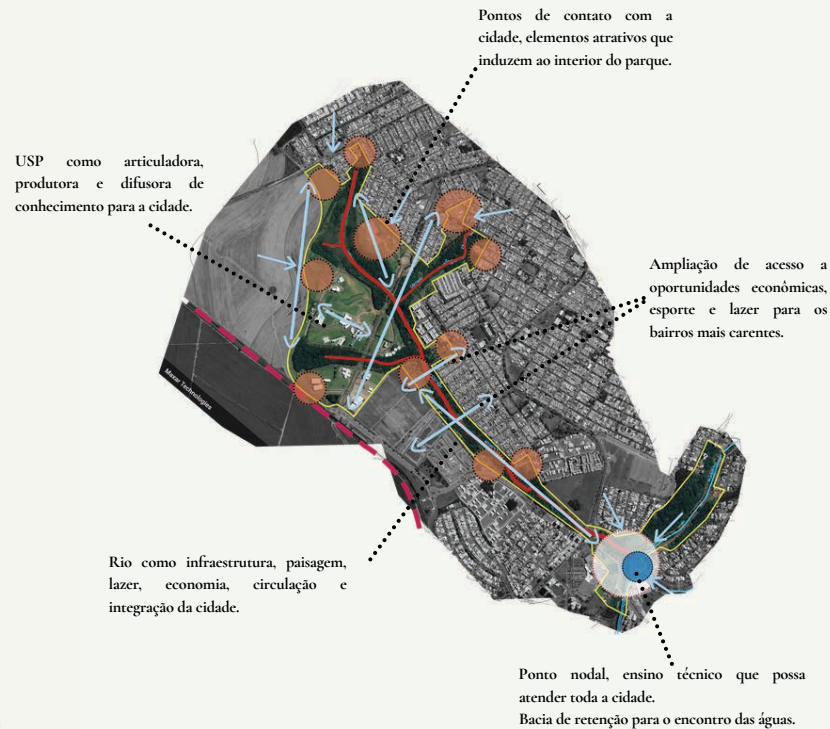 Pontos de contato com a
cidade, elementos atrativos que
induzem ao interior do parque.
USP como articuladora,
produtora e difusora de
conhecimento para a cidade.
Ampliação de acesso a
oportunidades econômicas,
esporte e lazer para os
bairros mais carentes.
Maxar Technologies
Rio como infraestrutura, paisagem,
lazer, economia, circulação e
integração da cidade.
Ponto nodal, ensino técnico que possa
atender toda a cidade.
Bacia de retenção para o encontro das águas.